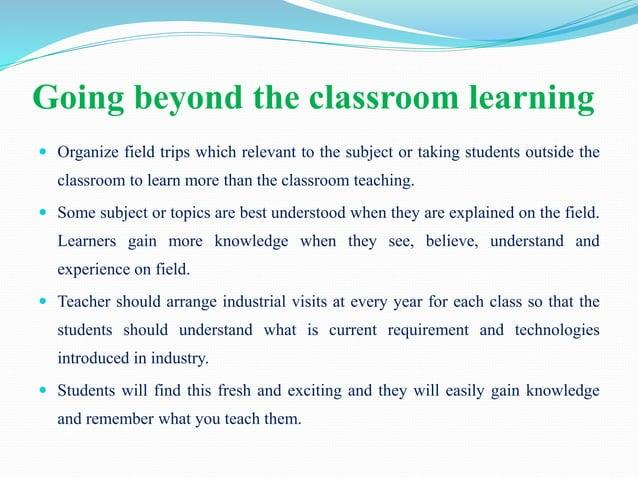 Going beyond the classroom learning
Organize field trips which relevant to the subject or taking students outside the
classroom to learn more than the classroom teaching.
Some subject or topics are best understood when they are explained on the field.
Learners gain more knowledge when they see, believe, understand and
experience on field.
Teacher should arrange industrial visits at every year for each class so that the
students should understand what is current requirement and technologies
introduced in industry.
Students will find this fresh and exciting and they will easily gain knowledge
and remember what you teach them.